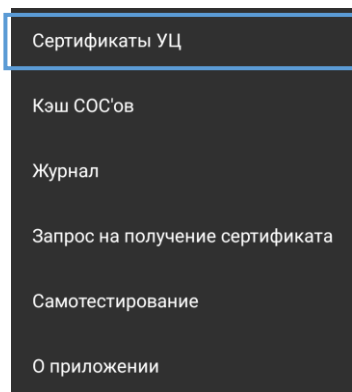 Сертификаты УЦ
Кэш СОС'ов
Журнал
Запрос на получение сертификата
Самотестирование
О приложении